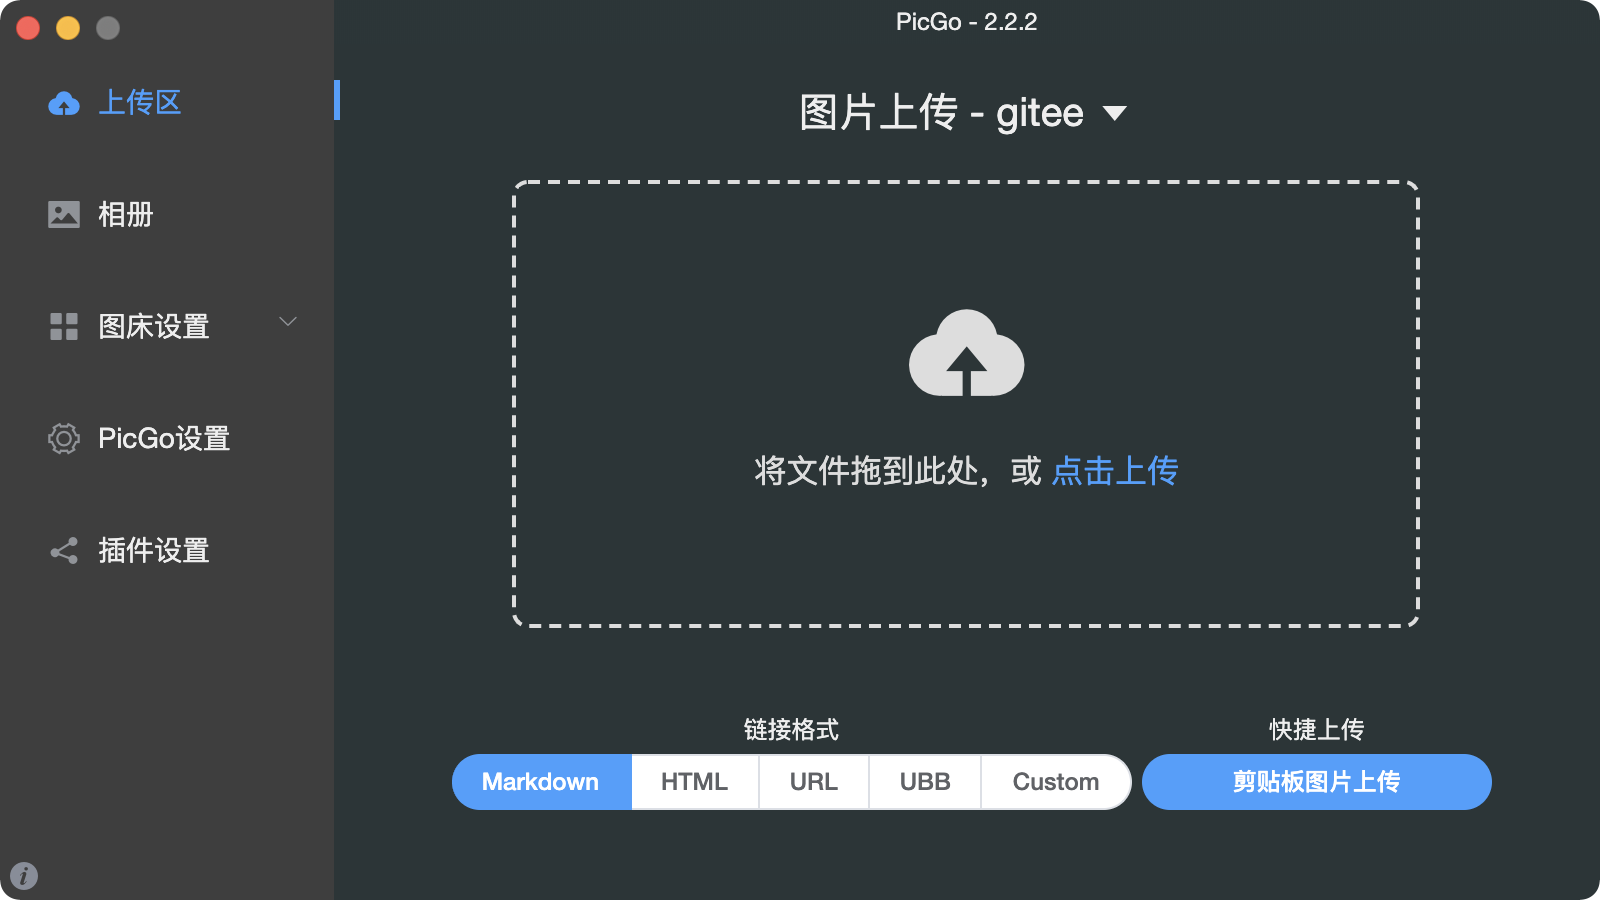 PicGo - 2.2.2
上传区
相册
图床设置
PicGo设置
插件设置
图片上传 - gitee
将文件拖到此处，或 点击上传
链接格式
快捷上传
Markdown HTML URL UBB Custom
剪贴板图片上传
i